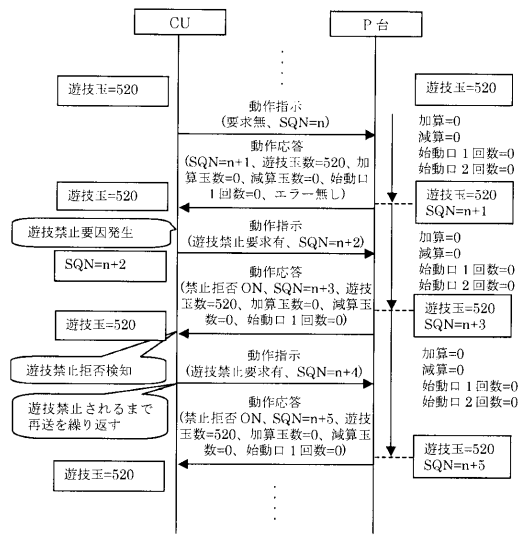 CU
P台
遊技玉=520
遊技玉=520
動作指示
(要求無、SQN=n)
加算=0
減算=0
始動口1回数=0
始動口2回数=0
動作応答
(SQN=n+1、遊技玉数=520、加
算玉数=0、減算玉数=0、始動口
1回数=0、エラー無し)
遊技玉=520
遊技玉=520
SQN=n+1
遊技禁止要因発生
動作指示
(遊技禁止要求有、SQN=n+2)
SQN=n+2
加算=0
減算=0
始動口1回数=0
始動口2回数=0
動作応答
(禁止拒否ON、SQN=n+3、遊技
玉数=520、加算玉数=0、減算玉
数=0、始動口1回数=0)
遊技玉=520
遊技玉=520
SQN=n+3
遊技禁止拒否検知
動作指示
(遊技禁止要求有、SQN=n+4)
加算=0
減算=0
始動口1回数=0
始動口2回数=0
遊技禁止されるまで
再送を繰り返す
動作応答
(禁止拒否ON、SQN=n+5、遊技
玉数=520、加算玉数=0、減算玉
数=0、始動口1回数=0)
遊技玉=520
遊技玉=520
SQN=n+5